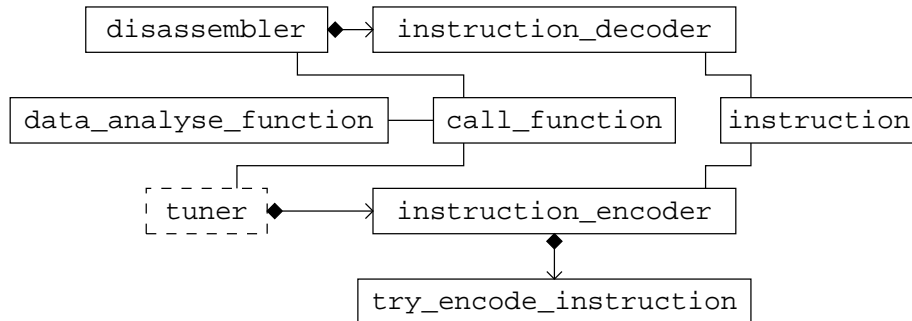 disassembler
instruction_decoder
data_analyse_function
call_function
instruction
tuner
instruction_encoder
try_encode_instruction